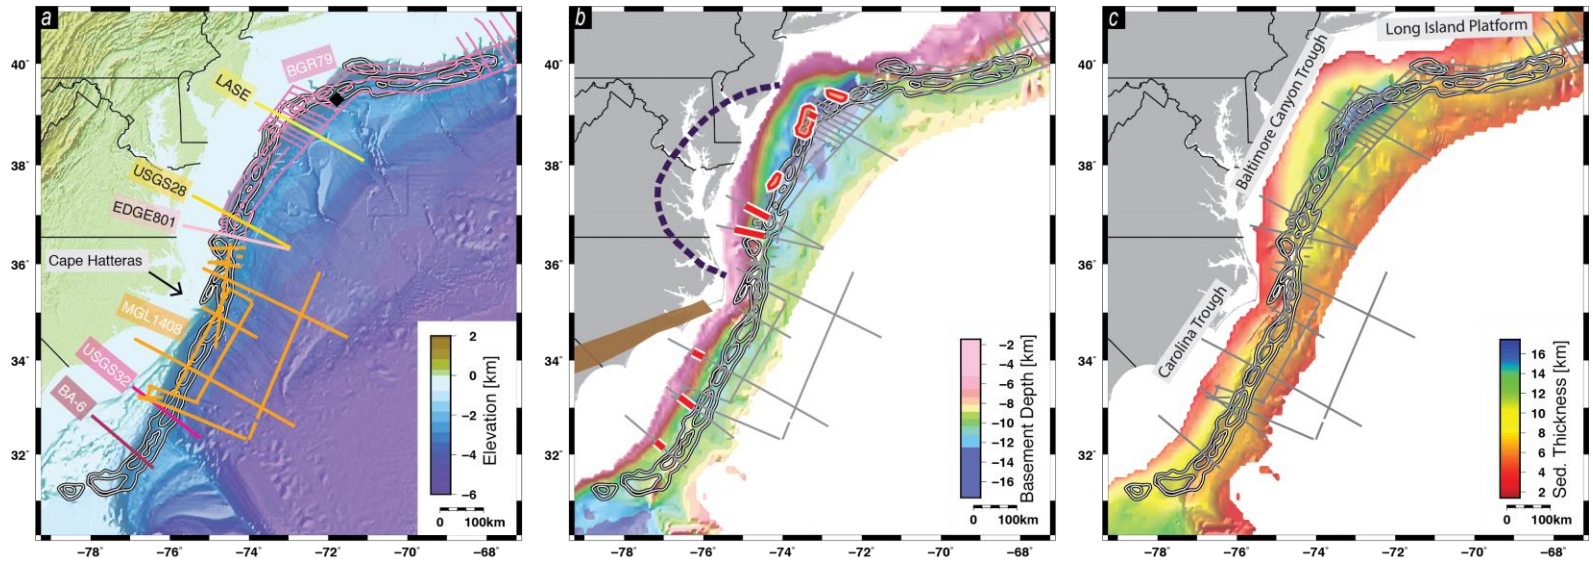 a
40°
38°
36°
34°
32°
−78
−76
−74
−72
−70
−68
BGR79
LASE
USGS28
EDGE801
Cape Hatteras
MGL1408
USGS32
BA-6
2
0
−2
−4
−6
Elevation [km]
0 100km
b
40°
38°
36°
34°
32°
−78
−76
−74
−72
−70
−68
−2
−4
−6
−8
−10
−12
−14
−16
Basement Depth [km]
0 100km
c
40°
38°
36°
34°
32°
−78
−76
−74
−72
−70
−68
Long Island Platform
Baltimore Canyon Trough
Carolina Trough
16
14
12
10
8
6
4
2
Sed. Thickness [km]
0 100km